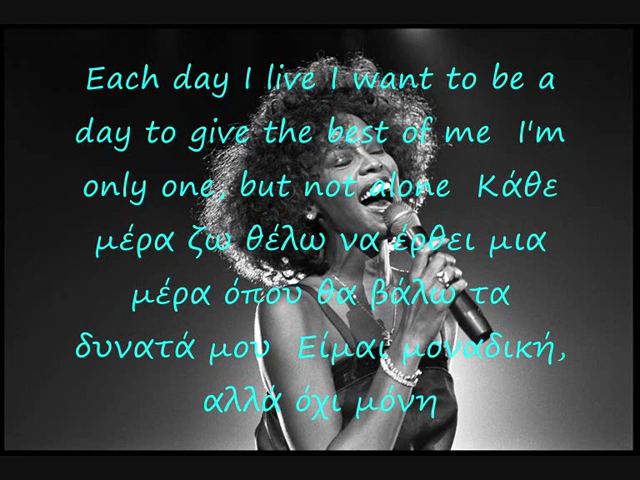 Each day I live I want to be a
day to give the best of me  I'm
only one, but not alone  Κάθε
μέρα ζω θέλω να έρθει μια
μέρα όπου θα βάλω τα
δυνατά μου  Είμαι μοναδική,
αλλά όχι μόνη